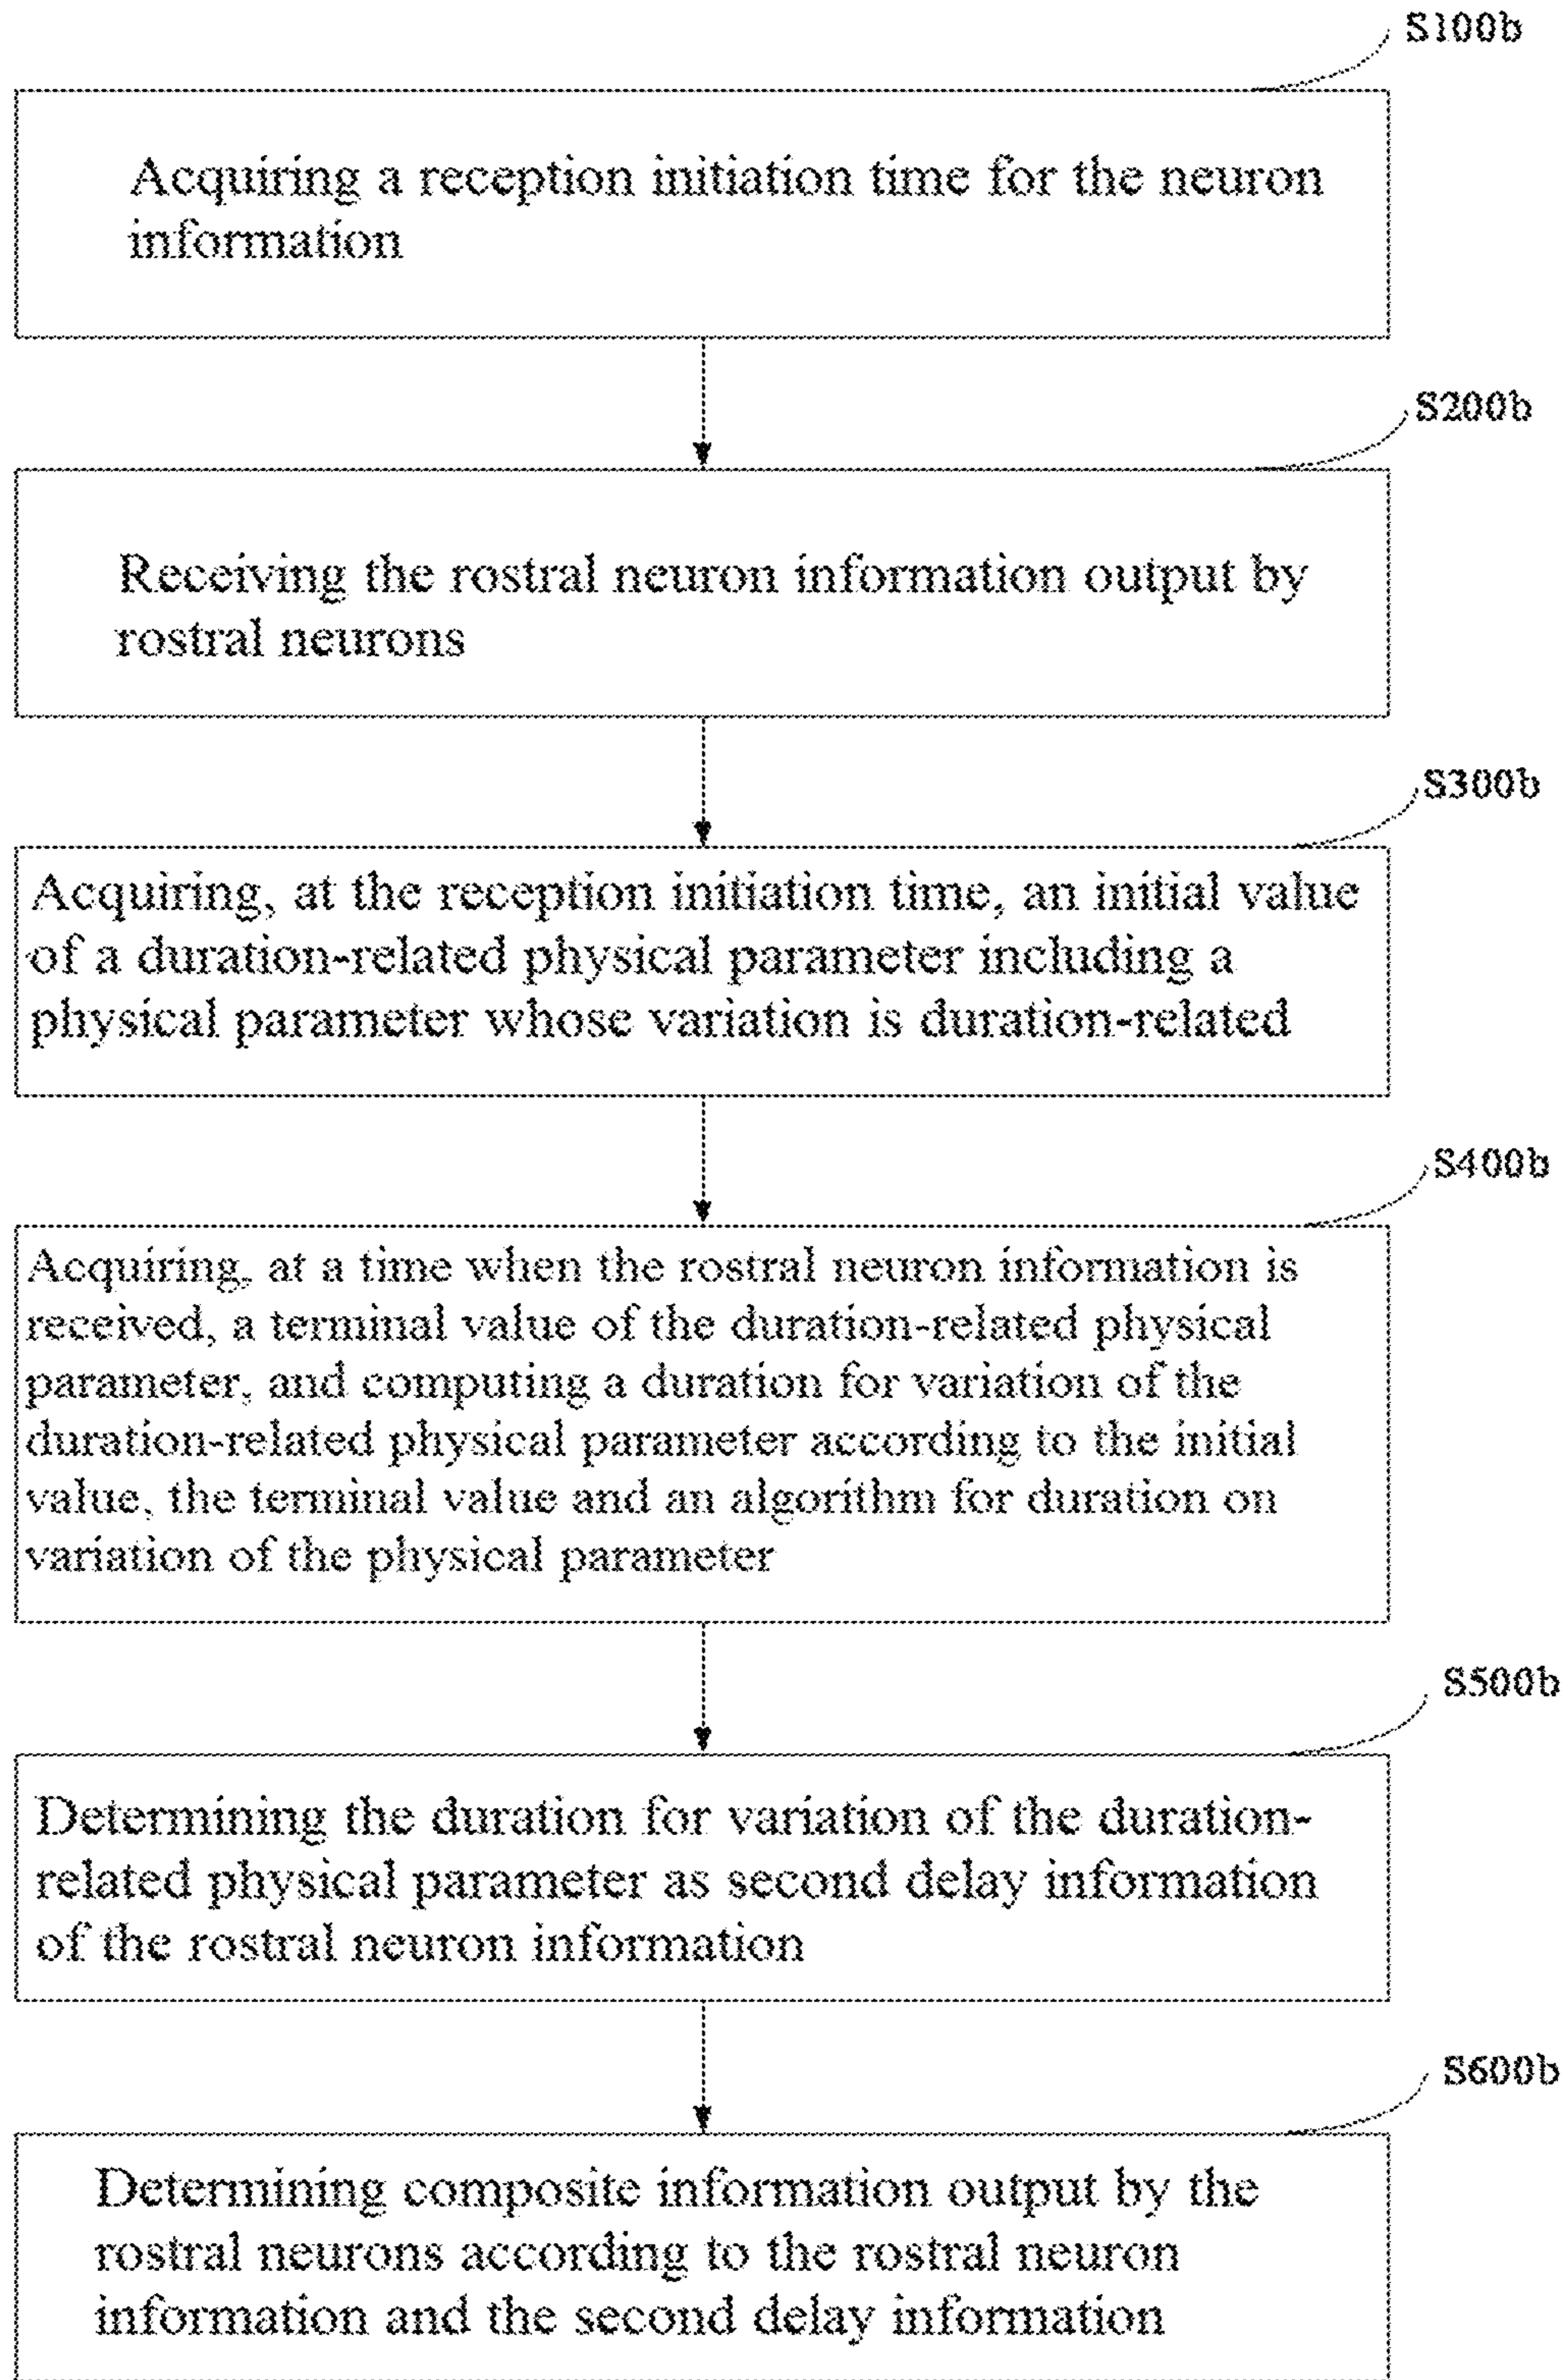 S100b
Acquiring a reception initiation time for the neuron
information
S200b
Receiving the rostral neuron information output by
rostral neurons
S300b
Acquiring, at the reception initiation time, an initial value
of a duration-related physical parameter including a
physical parameter whose variation is duration-related
S400b
Acquiring, at a time when the rostral neuron information is
received, a terminal value of the duration-related physical
parameter, and computing a duration for variation of the
duration-related physical parameter according to the initial
value, the terminal value and an algorithm for duration on
variation of the physical parameter
S500b
Determining the duration for variation of the duration-
related physical parameter as second delay information
of the rostral neuron information
S600b
Determining composite information output by the
rostral neurons according to the rostral neuron
information and the second delay information